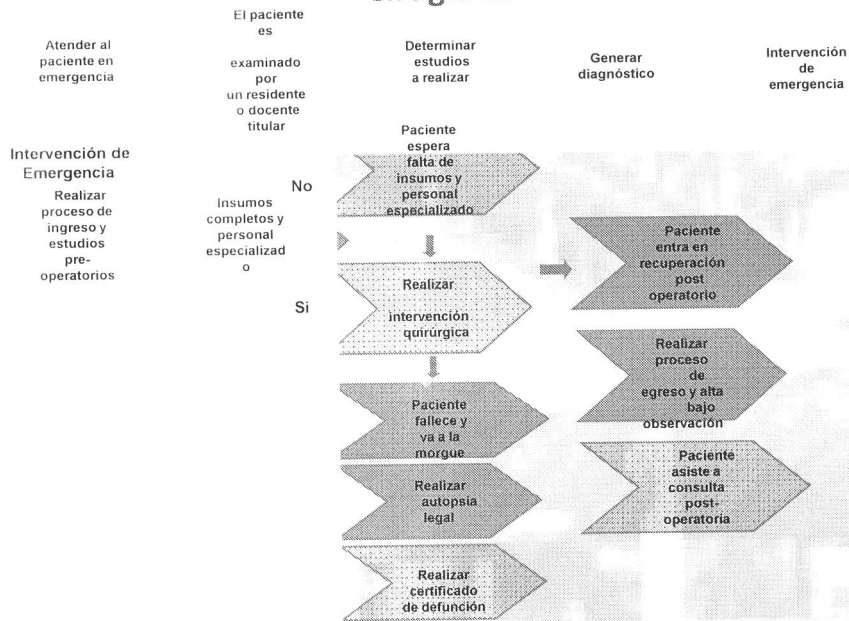 El paciente
es
examinado
por
un residente
o docente
titular
Atender al
paciente en
emergencia
Determinar
estudios
a realizar
Generar
diagnóstico
Intervención
de
emergencia
Intervención de
Emergencia
Realizar
proceso de
ingreso y
estudios
pre-
operatorios
Insumos
completos y
personal
especializad
o
No
Si
Paciente
espera
falta de
insumos y
personal
especializado
Realizar
intervención
quirúrgica
Paciente
fallece y
va a la
morgue
Realizar
autopsia
legal
Realizar
certificado
de defunción
Paciente
entra en
recuperación
post
operatorio
Realizar
proceso
de
egreso y alta
bajo
observación
Paciente
asiste a
consulta
post-
operatoria